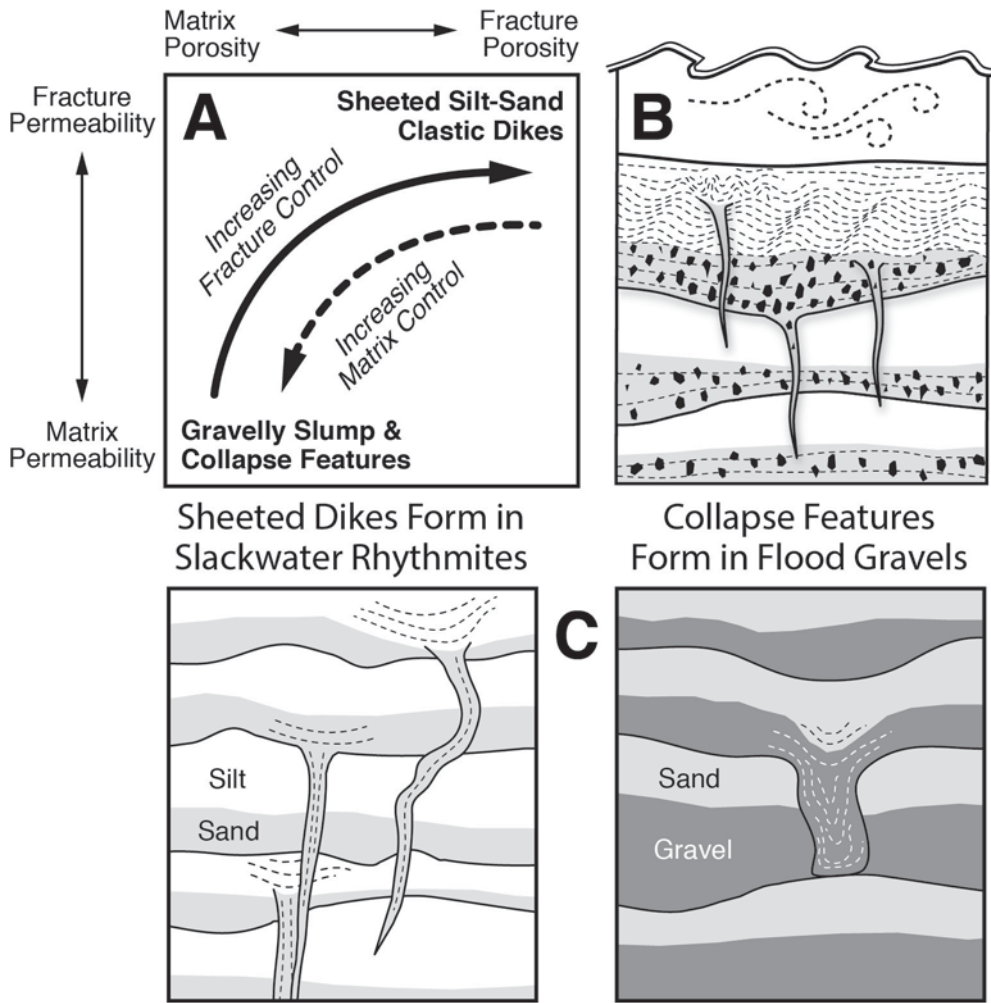 Matrix
Porosity
Fracture
Porosity
Fracture
Permeability
Matrix
Permeability
A
Sheeted Silt-Sand
Clastic Dikes
Increasing
Fracture Control
Increasing
Matrix Control
Gravelly Slump &
Collapse Features
B
Sheeted Dikes Form in
Slackwater Rhythmites
Collapse Features
Form in Flood Gravels
C
Silt
Sand
Sand
Gravel